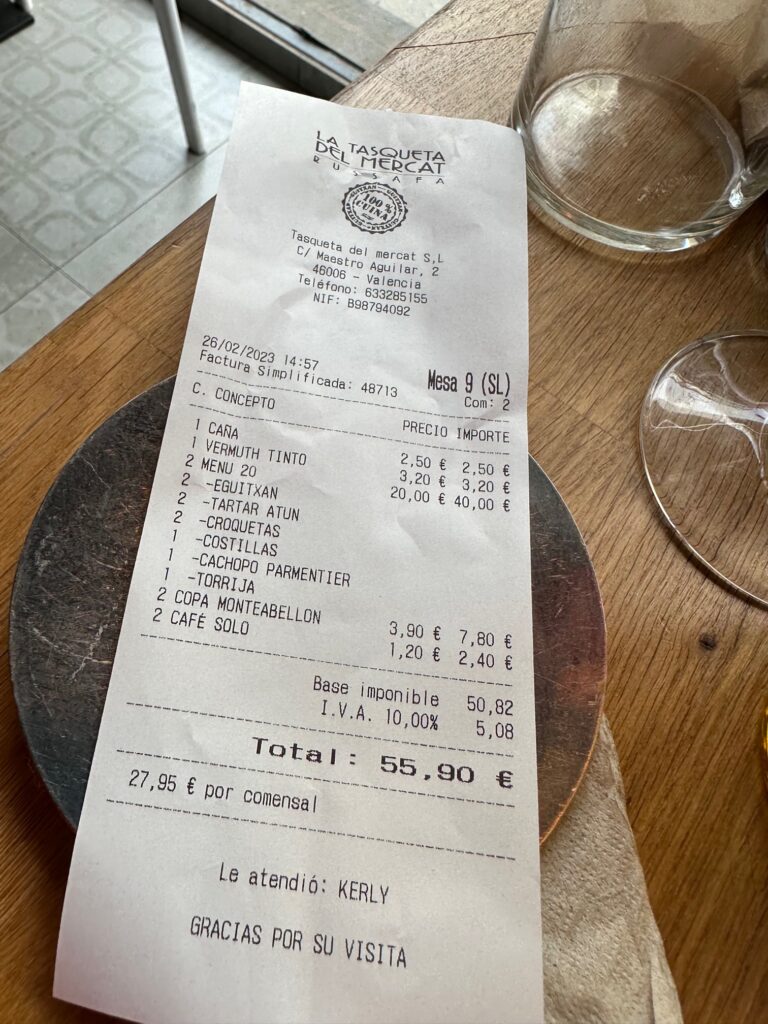 LA TASQUETA
DEL MERCAT
RUSSAFA
100%
CUINA
Tasqueta del mercat S,L
C/ Maestro Aguilar, 2
46006 - Valencia
Teléfono: 633285155
NIF: B98794092
26/02/2023 14:57
Factura Simplificada: 48713 Mesa 9 (SL)
Com: 2
C. CONCEPTO PRECIO IMPORTE
1 CAÑA 2,50 € 2,50 €
1 VERMUTH TINTO 3,20 € 3,20 €
2 MENU 20 20,00 € 40,00 €
2 -EGUITXAN
2 -TARTAR ATUN
2 -CROQUETAS
1 -COSTILLAS
1 -CACHOPO PARMENTIER
1 -TORRIJA
2 COPA MONTEABELLON 3,90 € 7,80 €
2 CAFÉ SOLO 1,20 € 2,40 €
Base imponible 50,82
I.V.A. 10,00% 5,08
Total: 55,90 €
27,95 € por comensal
Le atendió: KERLY
GRACIAS POR SU VISITA